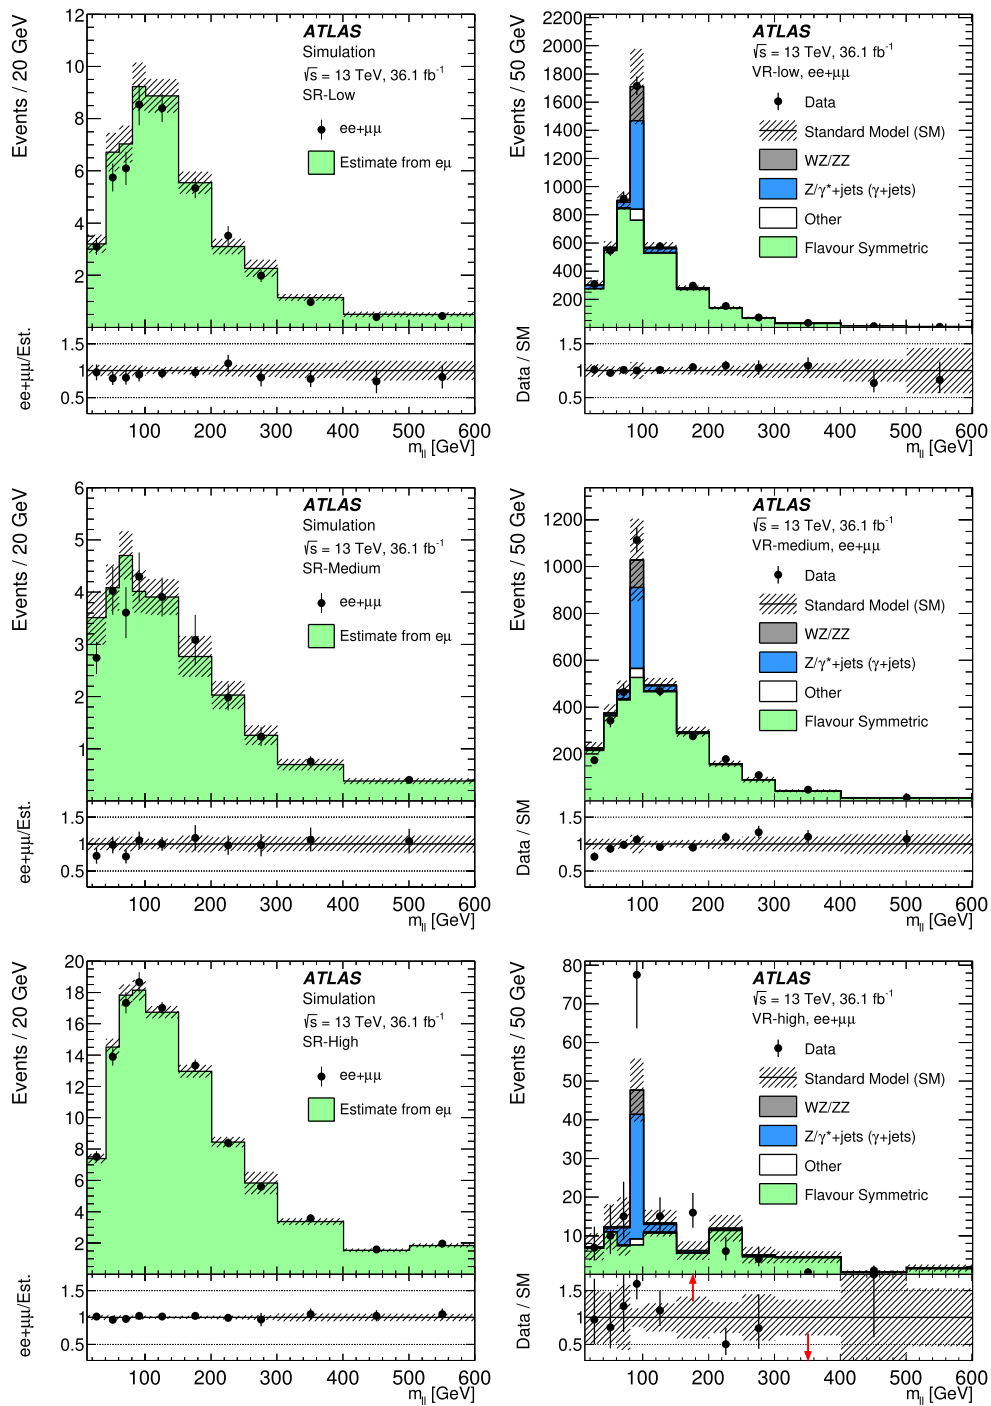 Events / 20 GeV
12
10
8
6
4
2
ATLAS
Simulation
√s = 13 TeV, 36.1 fb⁻¹
SR-Low
ee+μμ
Estimate from eμ
ee+μμ/Est.
1.5
1
0.5
100 200 300 400 500 600
m_ll [GeV]
Events / 50 GeV
2200
2000
1800
1600
1400
1200
1000
800
600
400
200
ATLAS
√s = 13 TeV, 36.1 fb⁻¹
VR-low, ee+μμ
Data
Standard Model (SM)
WZ/ZZ
Z/γ*+jets (γ+jets)
Other
Flavour Symmetric
Data / SM
1.5
1
0.5
100 200 300 400 500 600
m_ll [GeV]
Events / 20 GeV
6
5
4
3
2
1
ATLAS
Simulation
√s = 13 TeV, 36.1 fb⁻¹
SR-Medium
ee+μμ
Estimate from eμ
ee+μμ/Est.
1.5
1
0.5
100 200 300 400 500 600
m_ll [GeV]
Events / 50 GeV
1200
1000
800
600
400
200
ATLAS
√s = 13 TeV, 36.1 fb⁻¹
VR-medium, ee+μμ
Data
Standard Model (SM)
WZ/ZZ
Z/γ*+jets (γ+jets)
Other
Flavour Symmetric
Data / SM
1.5
1
0.5
100 200 300 400 500 600
m_ll [GeV]
Events / 20 GeV
20
18
16
14
12
10
8
6
4
2
ATLAS
Simulation
√s = 13 TeV, 36.1 fb⁻¹
SR-High
ee+μμ
Estimate from eμ
ee+μμ/Est.
1.5
1
0.5
100 200 300 400 500 600
m_ll [GeV]
Events / 50 GeV
80
70
60
50
40
30
20
10
ATLAS
√s = 13 TeV, 36.1 fb⁻¹
VR-high, ee+μμ
Data
Standard Model (SM)
WZ/ZZ
Z/γ*+jets (γ+jets)
Other
Flavour Symmetric
Data / SM
1.5
1
0.5
100 200 300 400 500 600
m_ll [GeV]